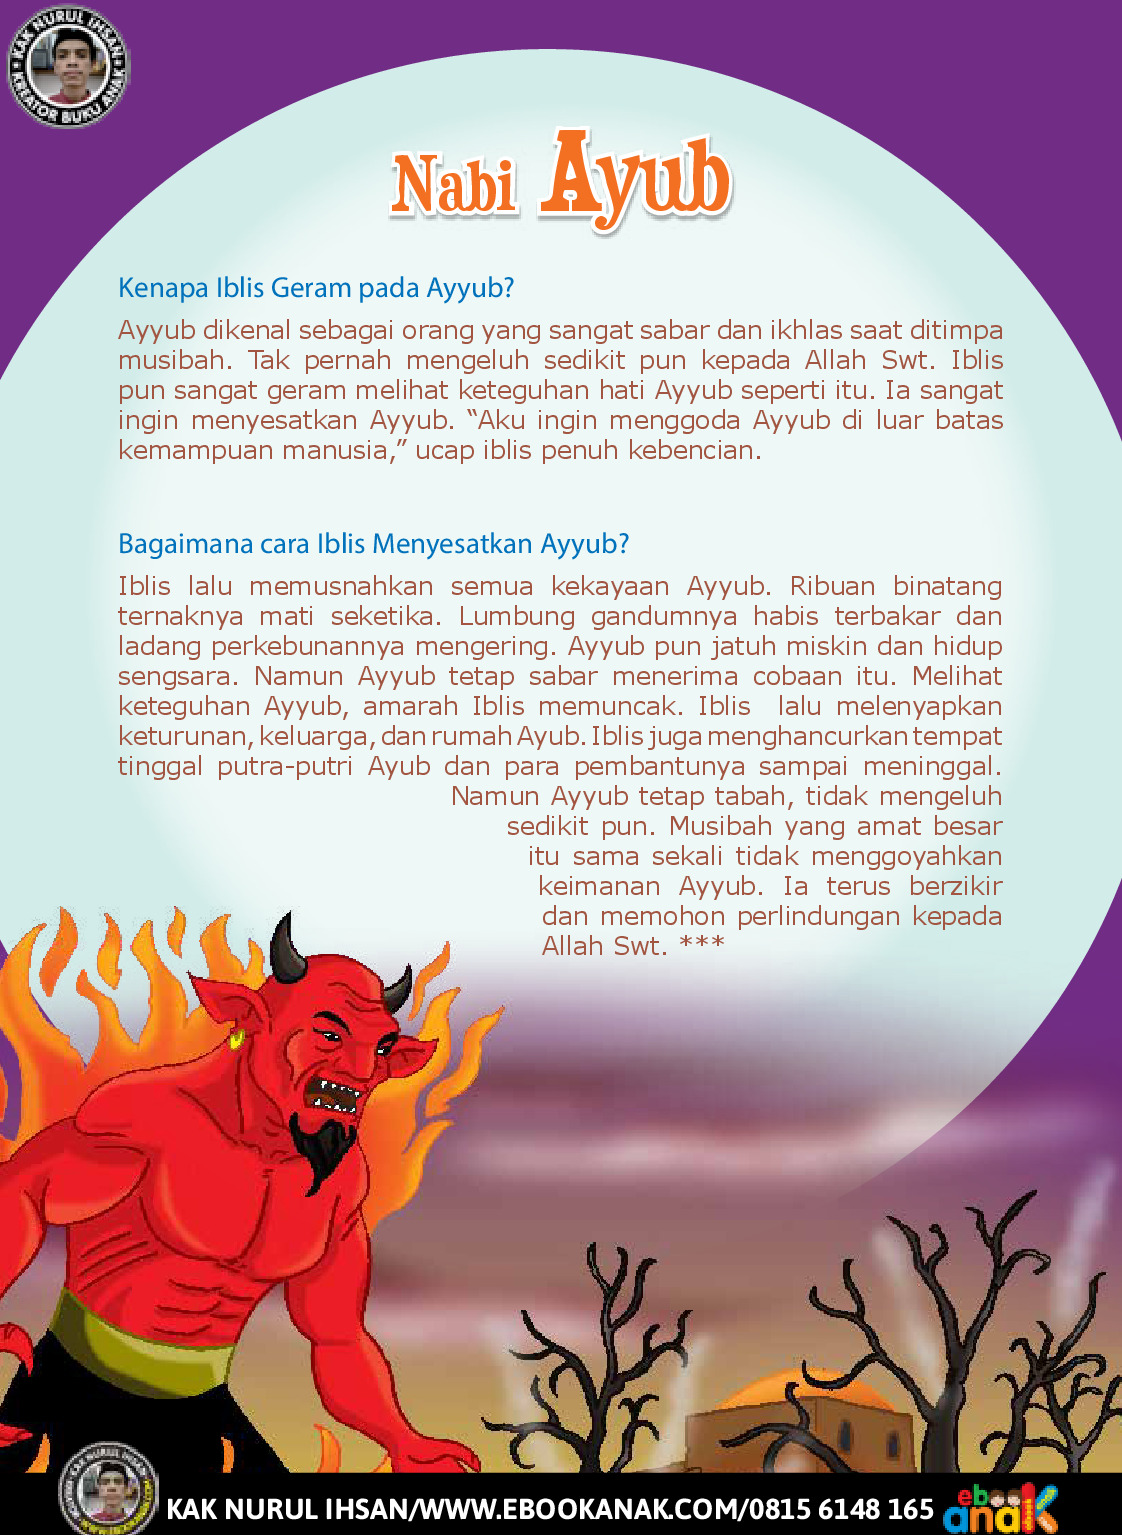 KAK NURUL IHSAN
KREATOR BUKU ANAK
Nabi Ayub
Kenapa Iblis Geram pada Ayyub?
Ayyub dikenal sebagai orang yang sangat sabar dan ikhlas saat ditimpa
musibah. Tak pernah mengeluh sedikit pun kepada Allah Swt. Iblis
pun sangat geram melihat keteguhan hati Ayyub seperti itu. Ia sangat
ingin menyesatkan Ayyub. “Aku ingin menggoda Ayyub di luar batas
kemampuan manusia,” ucap iblis penuh kebencian.
Bagaimana cara Iblis Menyesatkan Ayyub?
Iblis lalu memusnahkan semua kekayaan Ayyub. Ribuan binatang
ternaknya mati seketika. Lumbung gandumnya habis terbakar dan
ladang perkebunannya mengering. Ayyub pun jatuh miskin dan hidup
sengsara. Namun Ayyub tetap sabar menerima cobaan itu. Melihat
keteguhan Ayyub, amarah Iblis memuncak. Iblis lalu melenyapkan
keturunan, keluarga, dan rumah Ayub. Iblis juga menghancurkan tempat
tinggal putra-putri Ayub dan para pembantunya sampai meninggal.
Namun Ayyub tetap tabah, tidak mengeluh
sedikit pun. Musibah yang amat besar
itu sama sekali tidak menggoyahkan
keimanan Ayyub. Ia terus berzikir
dan memohon perlindungan kepada
Allah Swt. ***
KAK NURUL IHSAN/WWW.EBOOKANAK.COM/0815 6148 165
ebook
anak